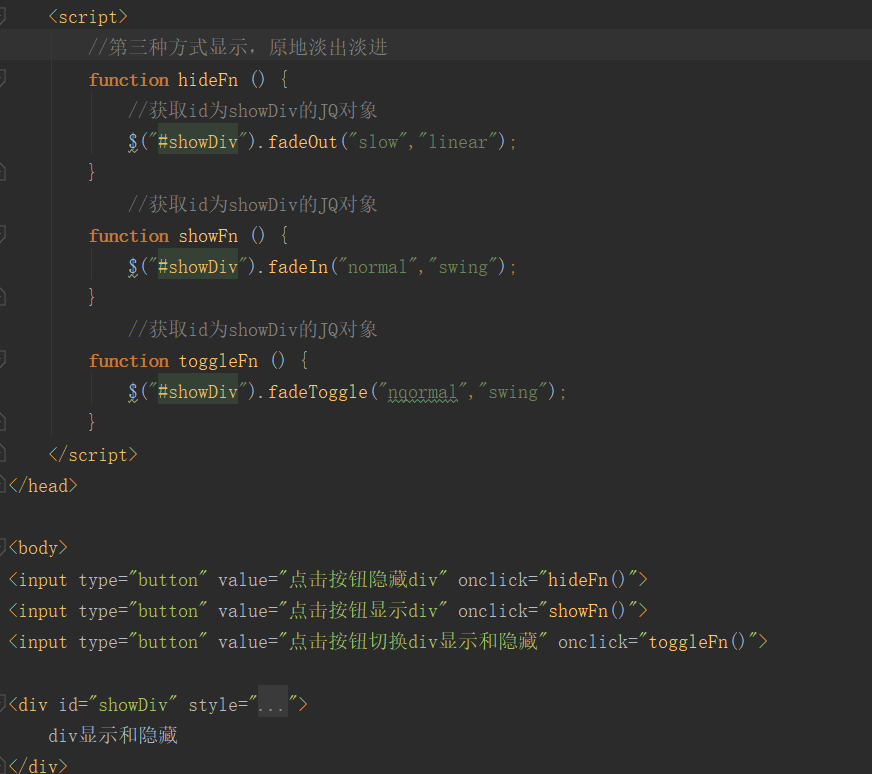 <script>
//第三种方式显示，原地淡出淡进
function hideFn () {
//获取id为showDiv的JQ对象
$("#showDiv").fadeOut("slow","linear");
}
//获取id为showDiv的JQ对象
function showFn () {
$("#showDiv").fadeIn("normal","swing");
}
//获取id为showDiv的JQ对象
function toggleFn () {
$("#showDiv").fadeToggle("nqormal","swing");
}
</script>
</head>
<body>
<input type="button" value="点击按钮隐藏div" onclick="hideFn()">
<input type="button" value="点击按钮显示div" onclick="showFn()">
<input type="button" value="点击按钮切换div显示和隐藏" onclick="toggleFn()">
<div id="showDiv" style="...">
div显示和隐藏
</div>